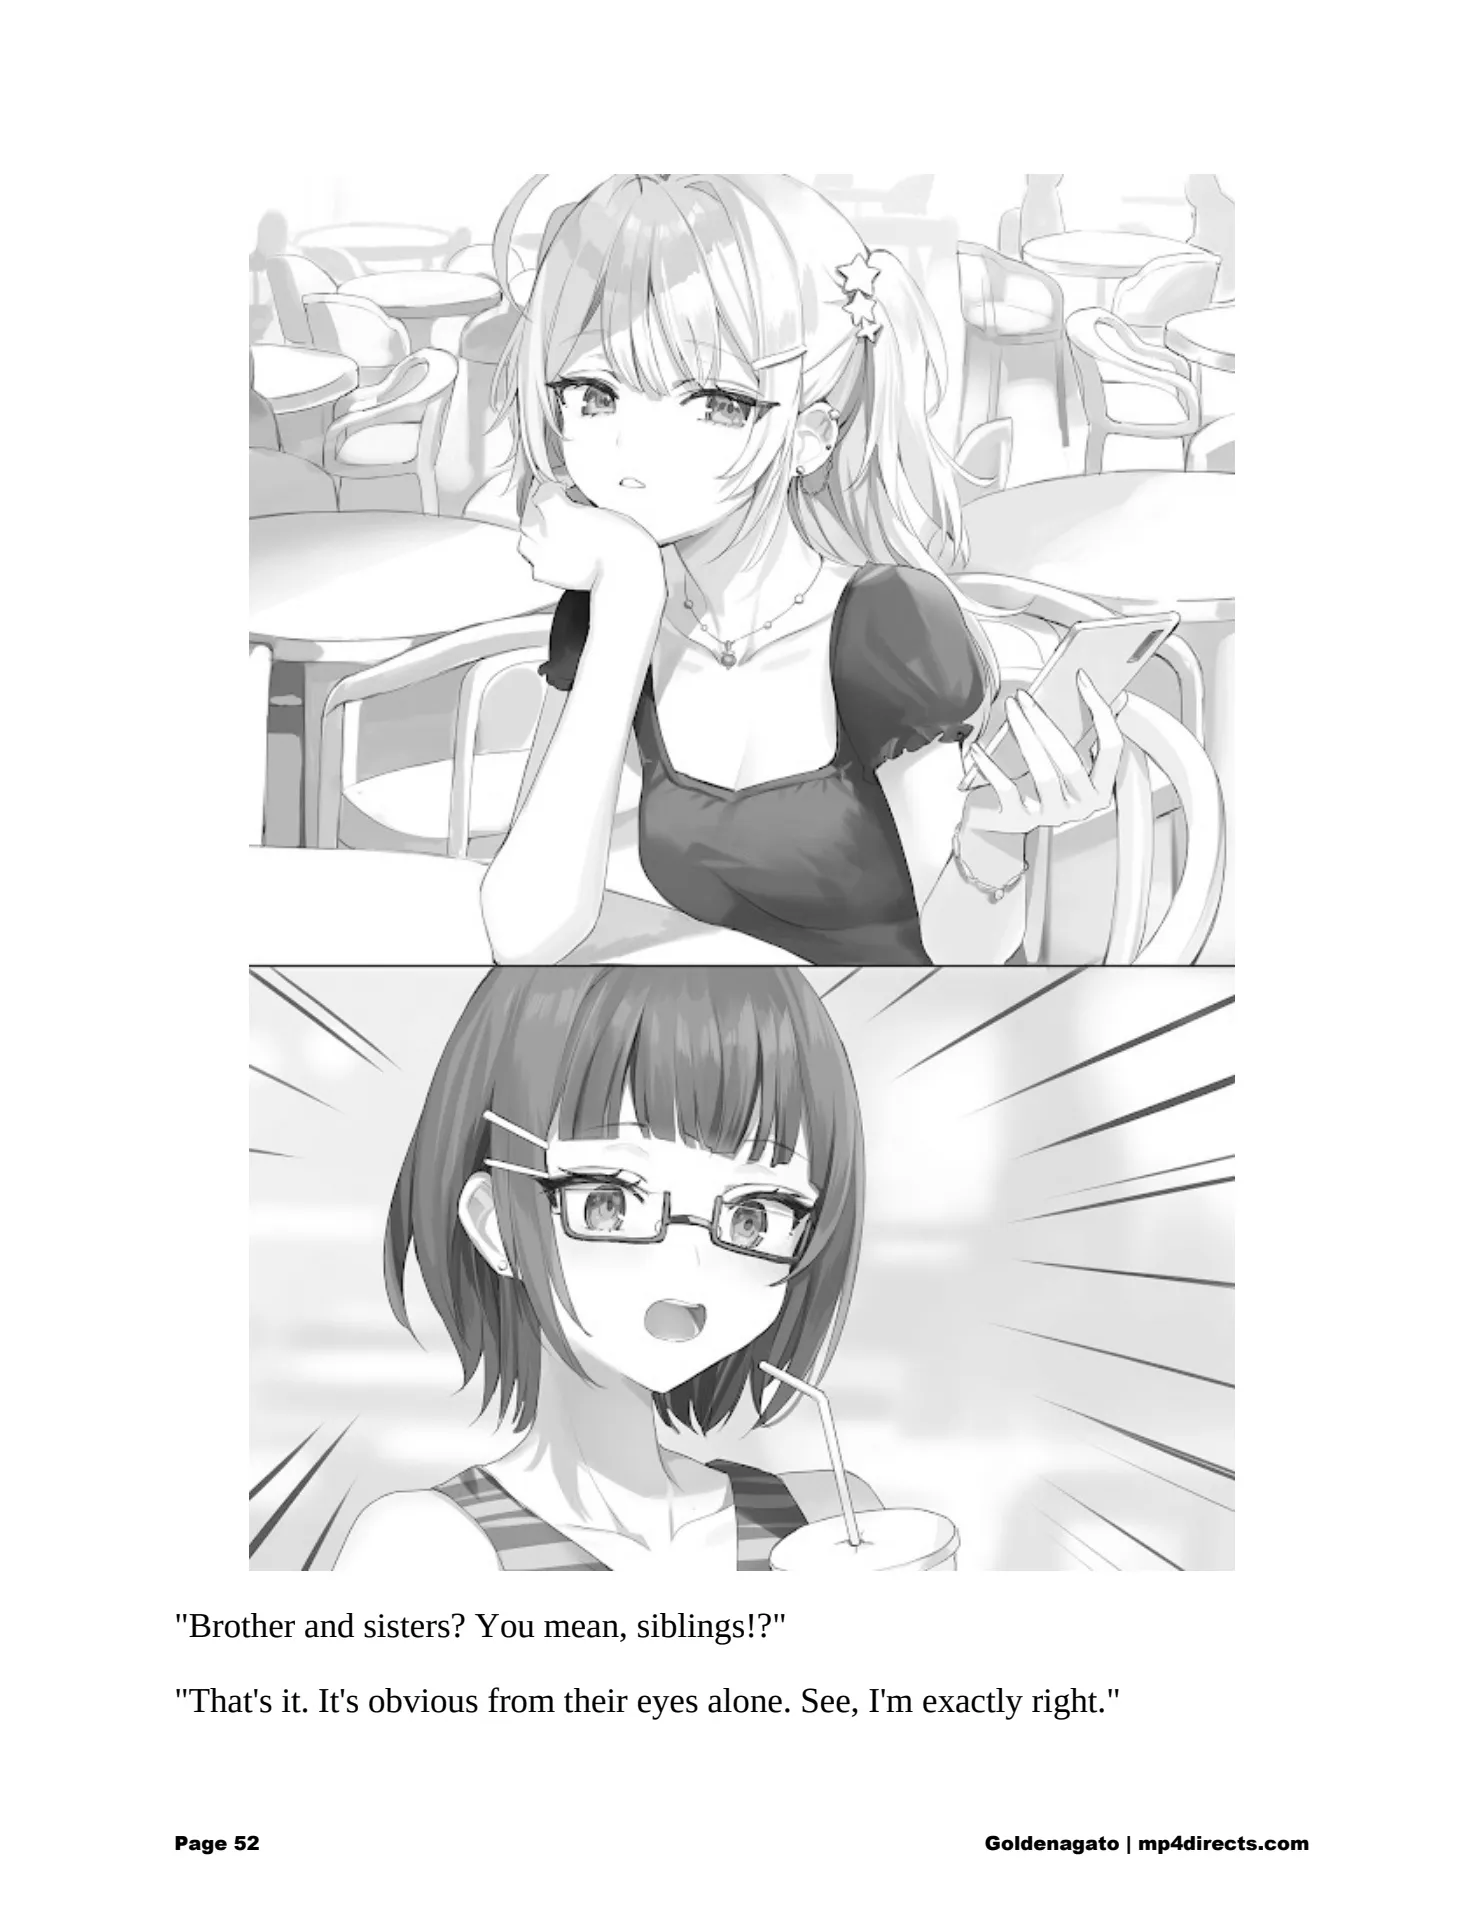 "Brother and sisters? You mean, siblings!?"
"That's it. It's obvious from their eyes alone. See, I'm exactly right."
Page 52
Goldenagato | mp4directs.com